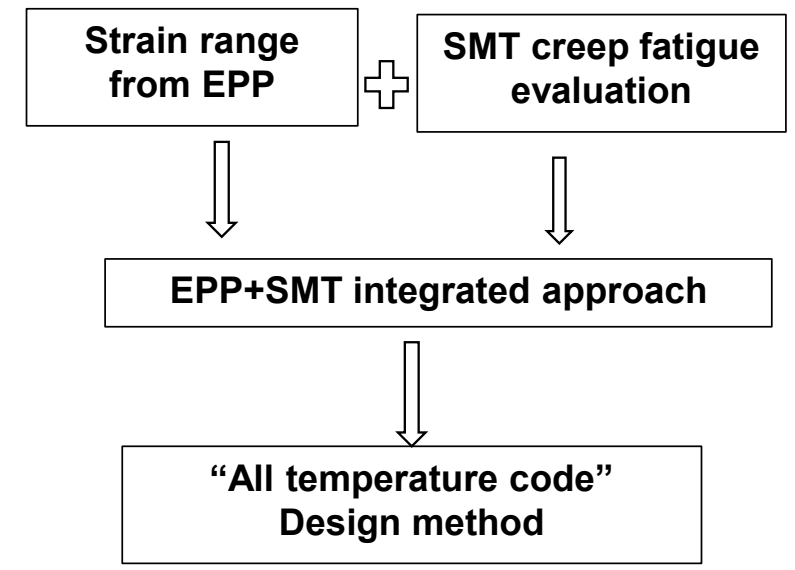 Strain range
from EPP
SMT creep fatigue
evaluation
EPP+SMT integrated approach
“All temperature code”
Design method